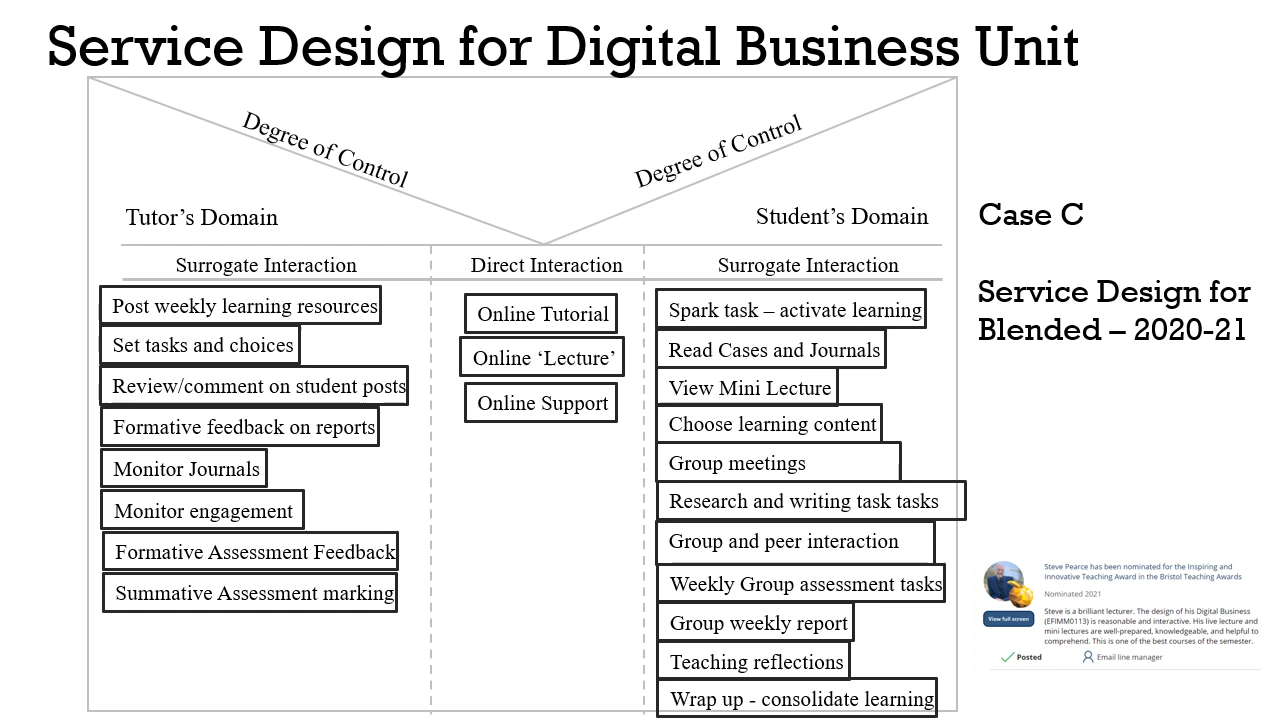 Service Design for Digital Business Unit
Degree of Control
Degree of Control
Tutor’s Domain
Student’s Domain
Surrogate Interaction
Direct Interaction
Surrogate Interaction
Post weekly learning resources
Set tasks and choices
Review/comment on student posts
Formative feedback on reports
Monitor Journals
Monitor engagement
Formative Assessment Feedback
Summative Assessment marking
Online Tutorial
Online ‘Lecture’
Online Support
Spark task – activate learning
Read Cases and Journals
View Mini Lecture
Choose learning content
Group meetings
Research and writing task tasks
Group and peer interaction
Weekly Group assessment tasks
Group weekly report
Teaching reflections
Wrap up - consolidate learning
Case C
Service Design for
Blended – 2020-21
Steve Pearce has been nominated for the Inspiring and
Innovative Teaching Award in the Bristol Teaching Awards
Nominated 2021
View full screen
Steve is a brilliant lecturer. The design of his Digital Business
(EFIMM0113) is reasonable and interactive. His live lecture and
mini lectures are well-prepared, knowledgeable, and helpful to
comprehend. This is one of the best courses of the semester.
Posted
Email line manager